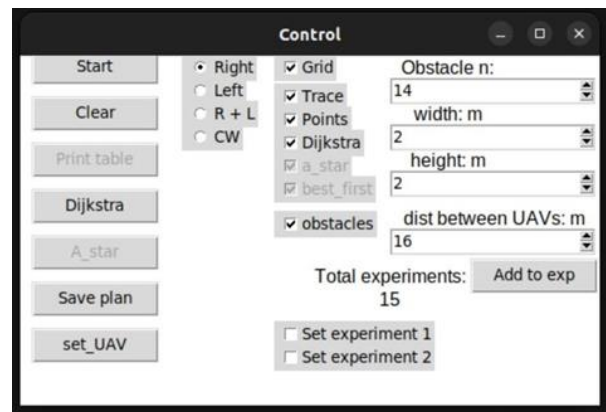 Control
Start
Clear
Print table
Dijkstra
A_star
Save plan
set_UAV
Right
Left
R + L
CW
Grid
Trace
Points
Dijkstra
a_star
best_first
obstacles
Obstacle n:
14
width: m
2
height: m
2
dist between UAVs: m
16
Total experiments:
15
Add to exp
Set experiment 1
Set experiment 2